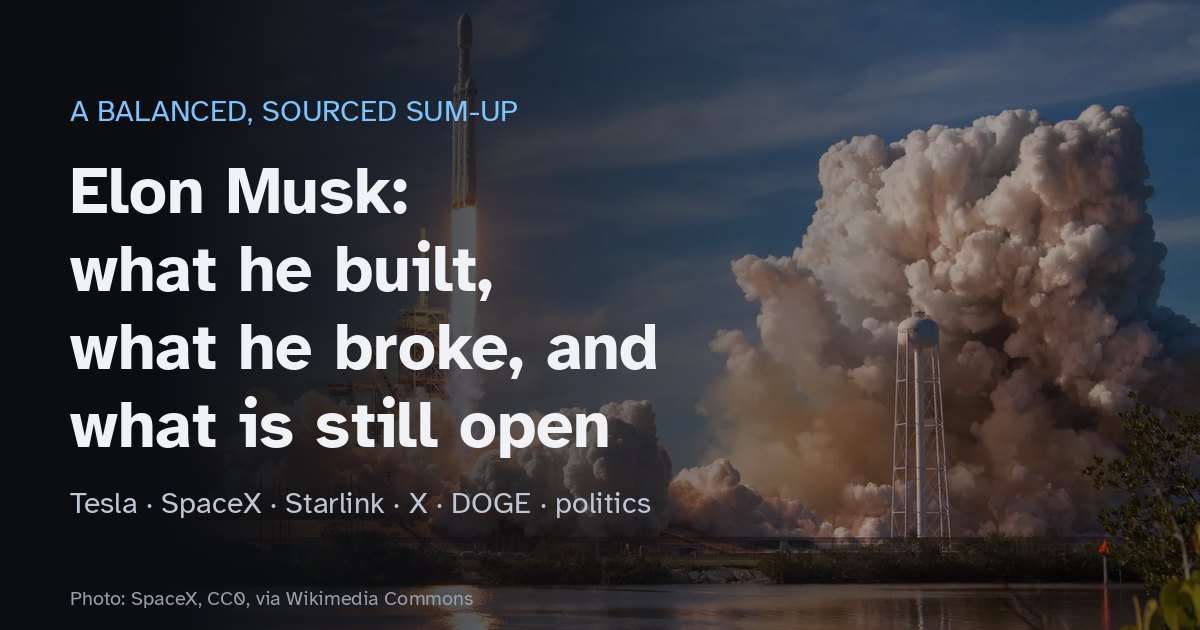 A BALANCED, SOURCED SUM-UP
Elon Musk:
what he built,
what he broke, and
what is still open
Tesla · SpaceX · Starlink · X · DOGE · politics
Photo: SpaceX, CC0, via Wikimedia Commons